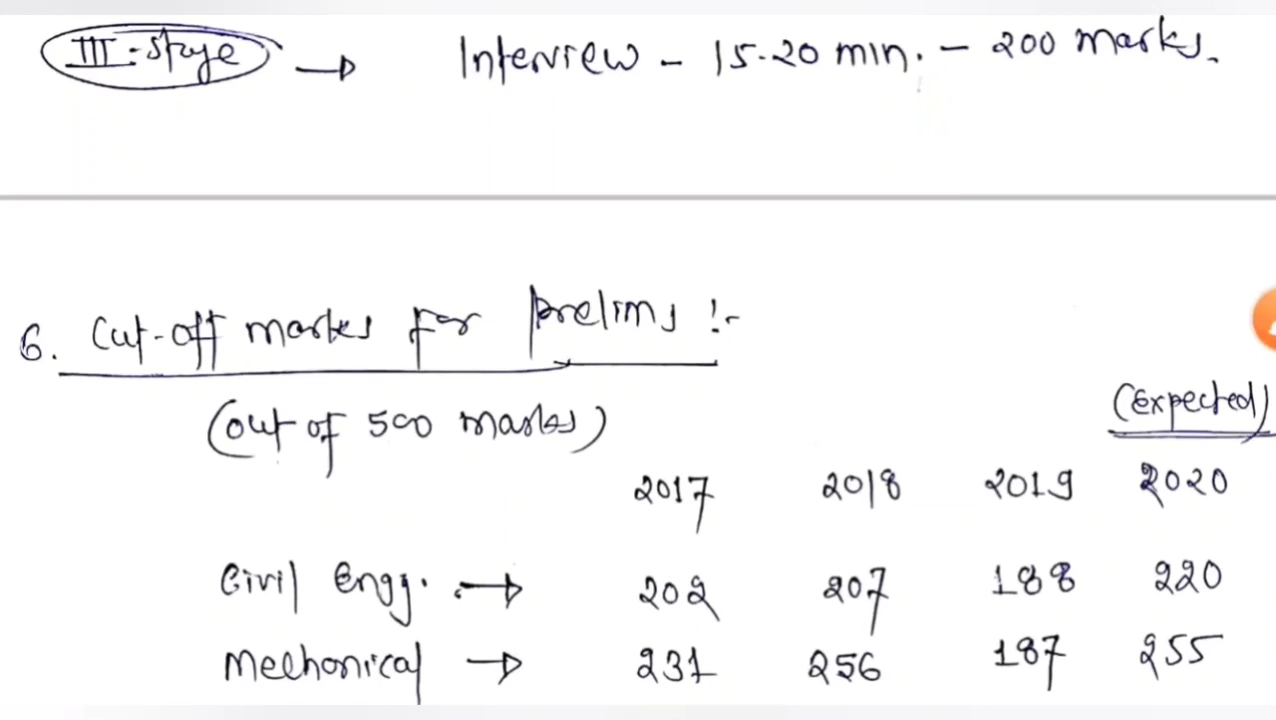 III - stage → Interview - 15-20 min. - 200 marks.
6. Cut-off marks for prelims :-
(out of 500 marks)
(Expected)
2017 2018 2019 2020
Civil Engg. → 202 207 188 220
Mechanical → 231 256 187 255